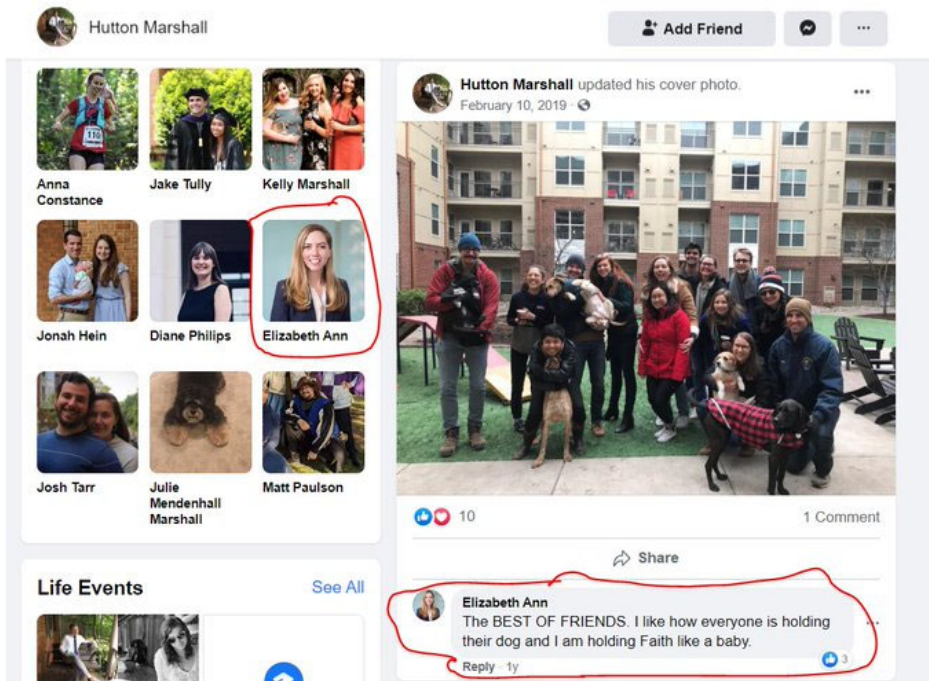 Hutton Marshall
Add Friend
Anna
Constance
Jake Tully
Kelly Marshall
Jonah Hein
Diane Philips
Elizabeth Ann
Josh Tarr
Julie
Mendenhall
Marshall
Matt Paulson
Life Events
See All
Hutton Marshall updated his cover photo.
February 10, 2019 ·
10
1 Comment
Share
Elizabeth Ann
The BEST OF FRIENDS. I like how everyone is holding
their dog and I am holding Faith like a baby.
Reply · 1y
3